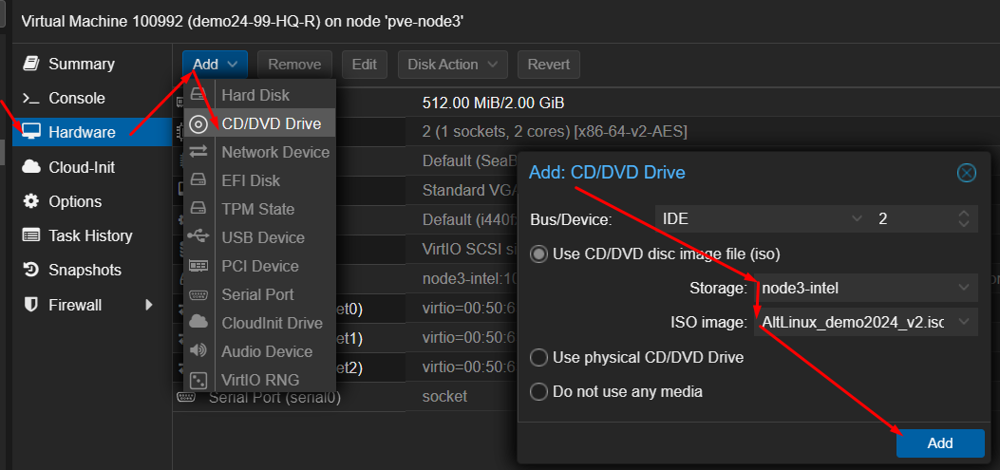 Virtual Machine 100992 (demo24-99-HQ-R) on node 'pve-node3'
Summary
Console
Hardware
Cloud-Init
Options
Task History
Snapshots
Firewall
Add
Remove
Edit
Disk Action
Revert
Hard Disk
CD/DVD Drive
Network Device
EFI Disk
TPM State
USB Device
PCI Device
Serial Port
CloudInit Drive
Audio Device
VirtIO RNG
512.00 MiB/2.00 GiB
2 (1 sockets, 2 cores) [x86-64-v2-AES]
Default (SeaB
Standard VGA
Default (i440fx
VirtIO SCSI si
node3-intel:10
et0) virtio=00:50:6
et1) virtio=00:50:6
et2) virtio=00:50:6
Serial Port (serial0) socket
Add: CD/DVD Drive
Bus/Device: IDE 2
Use CD/DVD disc image file (iso)
Storage: node3-intel
ISO image: AltLinux_demo2024_v2.iso
Use physical CD/DVD Drive
Do not use any media
Add